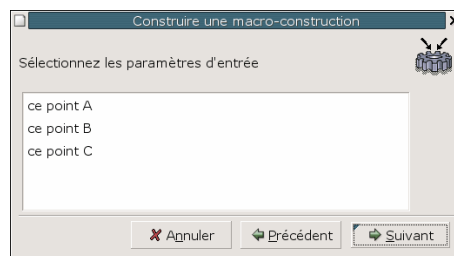 Construire une macro-construction
Sélectionnez les paramètres d'entrée
ce point A
ce point B
ce point C
Annuler Précédent Suivant